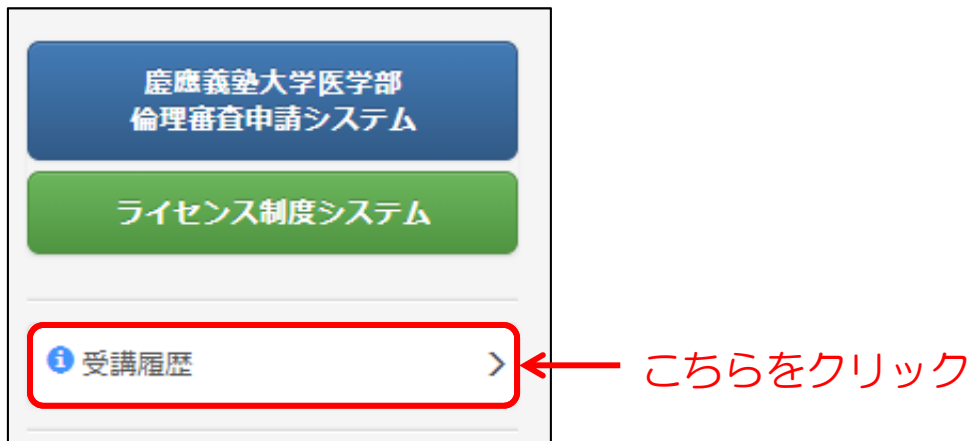 慶應義塾大学医学部
倫理審査申請システム
ライセンス制度システム
受講履歴
こちらをクリック